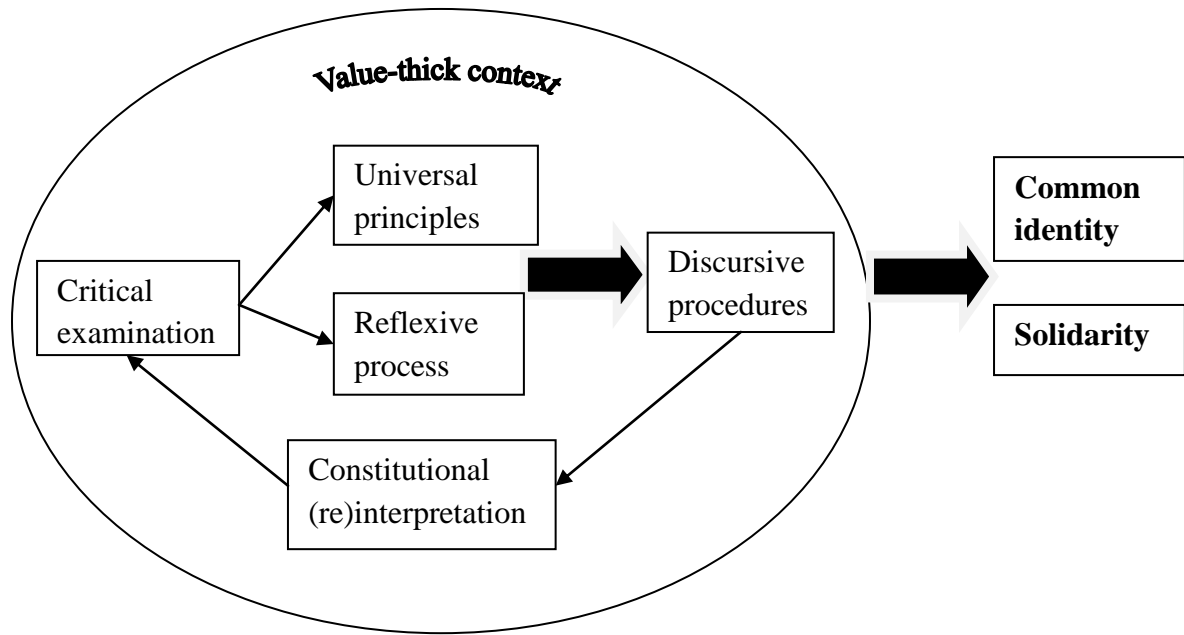 Value-thick context
Universal
principles
Critical
examination
Reflexive
process
Discursive
procedures
Constitutional
(re)interpretation
Common
identity
Solidarity